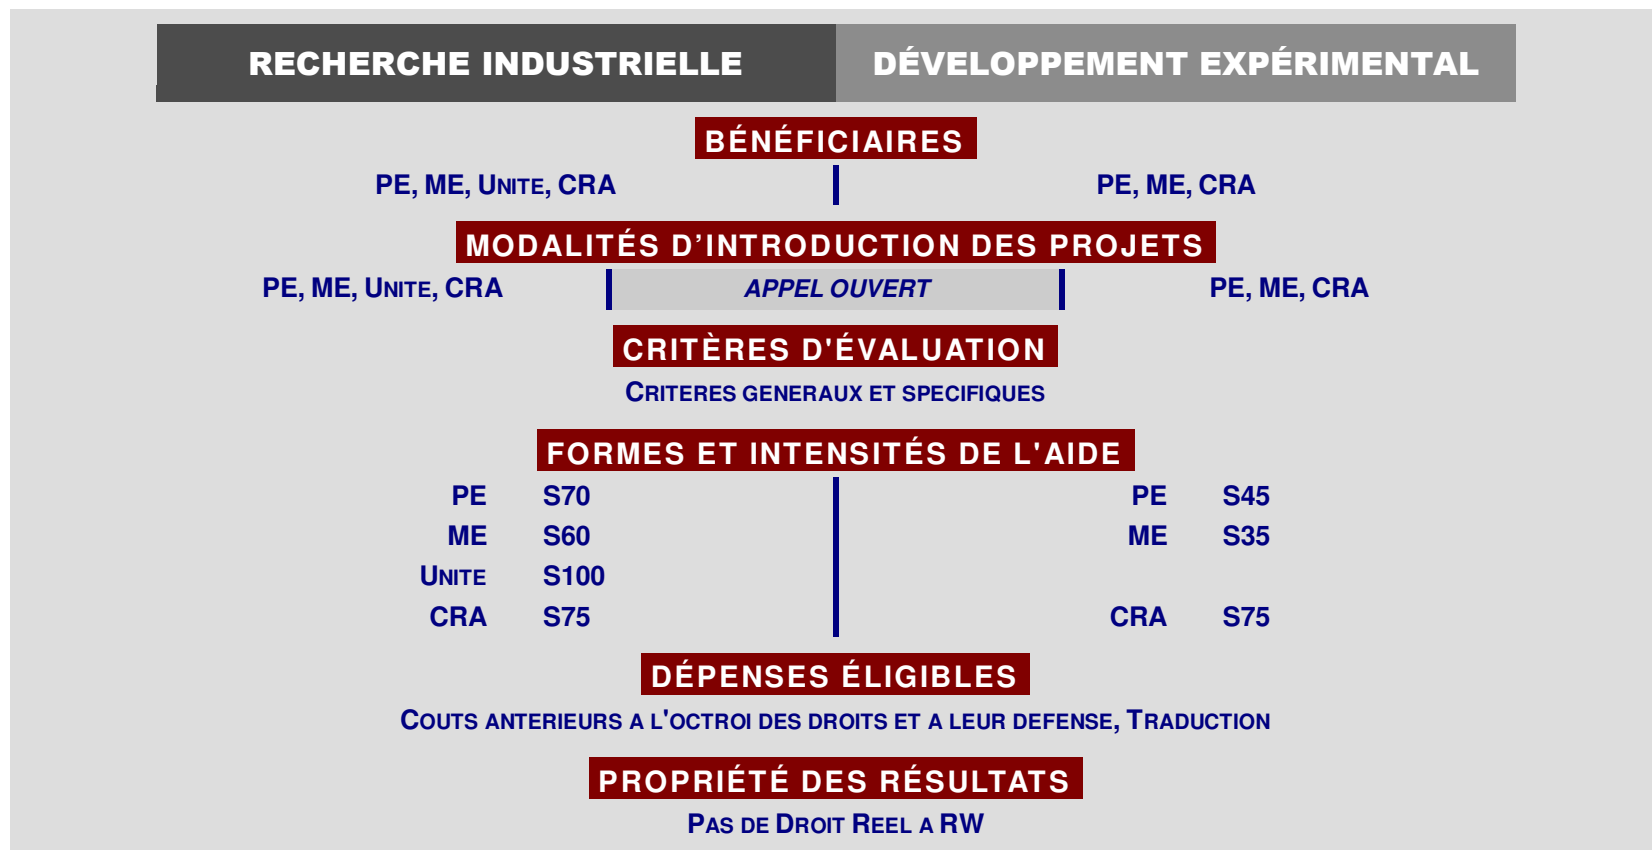 RECHERCHE INDUSTRIELLE DÉVELOPPEMENT EXPÉRIMENTAL
BÉNÉFICIAIRES
PE, ME, UNITE, CRA PE, ME, CRA
MODALITÉS D’INTRODUCTION DES PROJETS
PE, ME, UNITE, CRA APPEL OUVERT PE, ME, CRA
CRITÈRES D'ÉVALUATION
CRITERES GENERAUX ET SPECIFIQUES
FORMES ET INTENSITÉS DE L'AIDE
PE S70 PE S45
ME S60 ME S35
UNITE S100
CRA S75 CRA S75
DÉPENSES ÉLIGIBLES
COUTS ANTERIEURS A L'OCTROI DES DROITS ET A LEUR DEFENSE, TRADUCTION
PROPRIÉTÉ DES RÉSULTATS
PAS DE DROIT REEL A RW